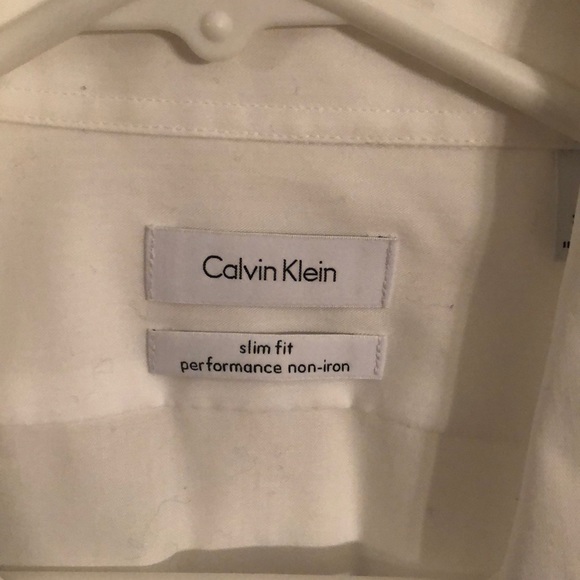 Calvin Klein
slim fit
performance non-iron